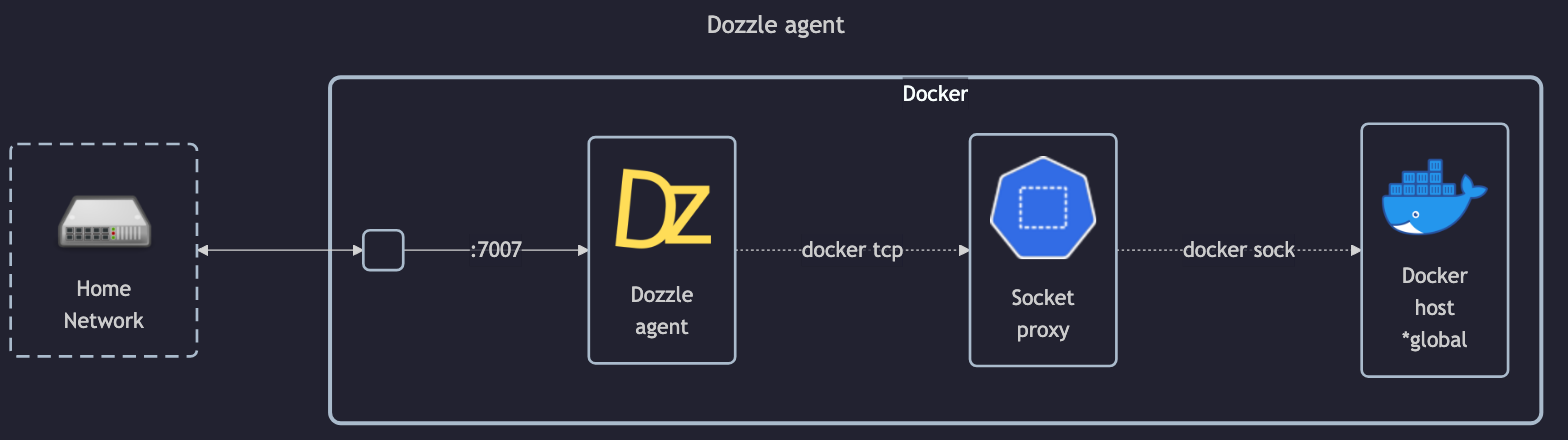 Dozzle agent
Docker
Home
Network
:7007
Dz
Dozzle
agent
docker tcp
Socket
proxy
docker sock
Docker
host
*global